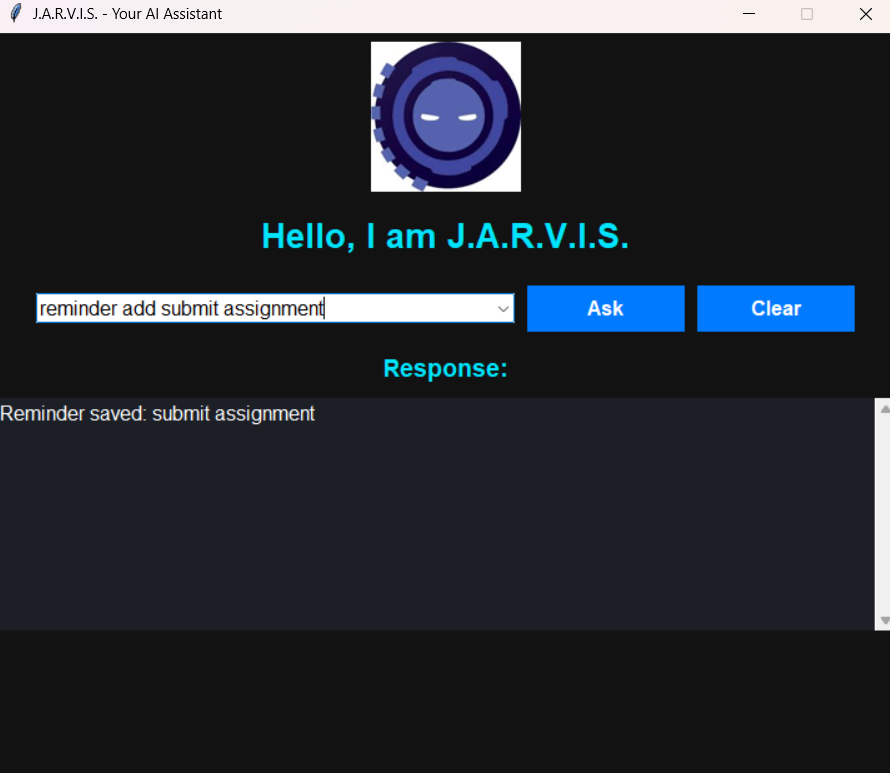 J.A.R.V.I.S. - Your AI Assistant
Hello, I am J.A.R.V.I.S.
reminder add submit assignment
Ask
Clear
Response:
Reminder saved: submit assignment